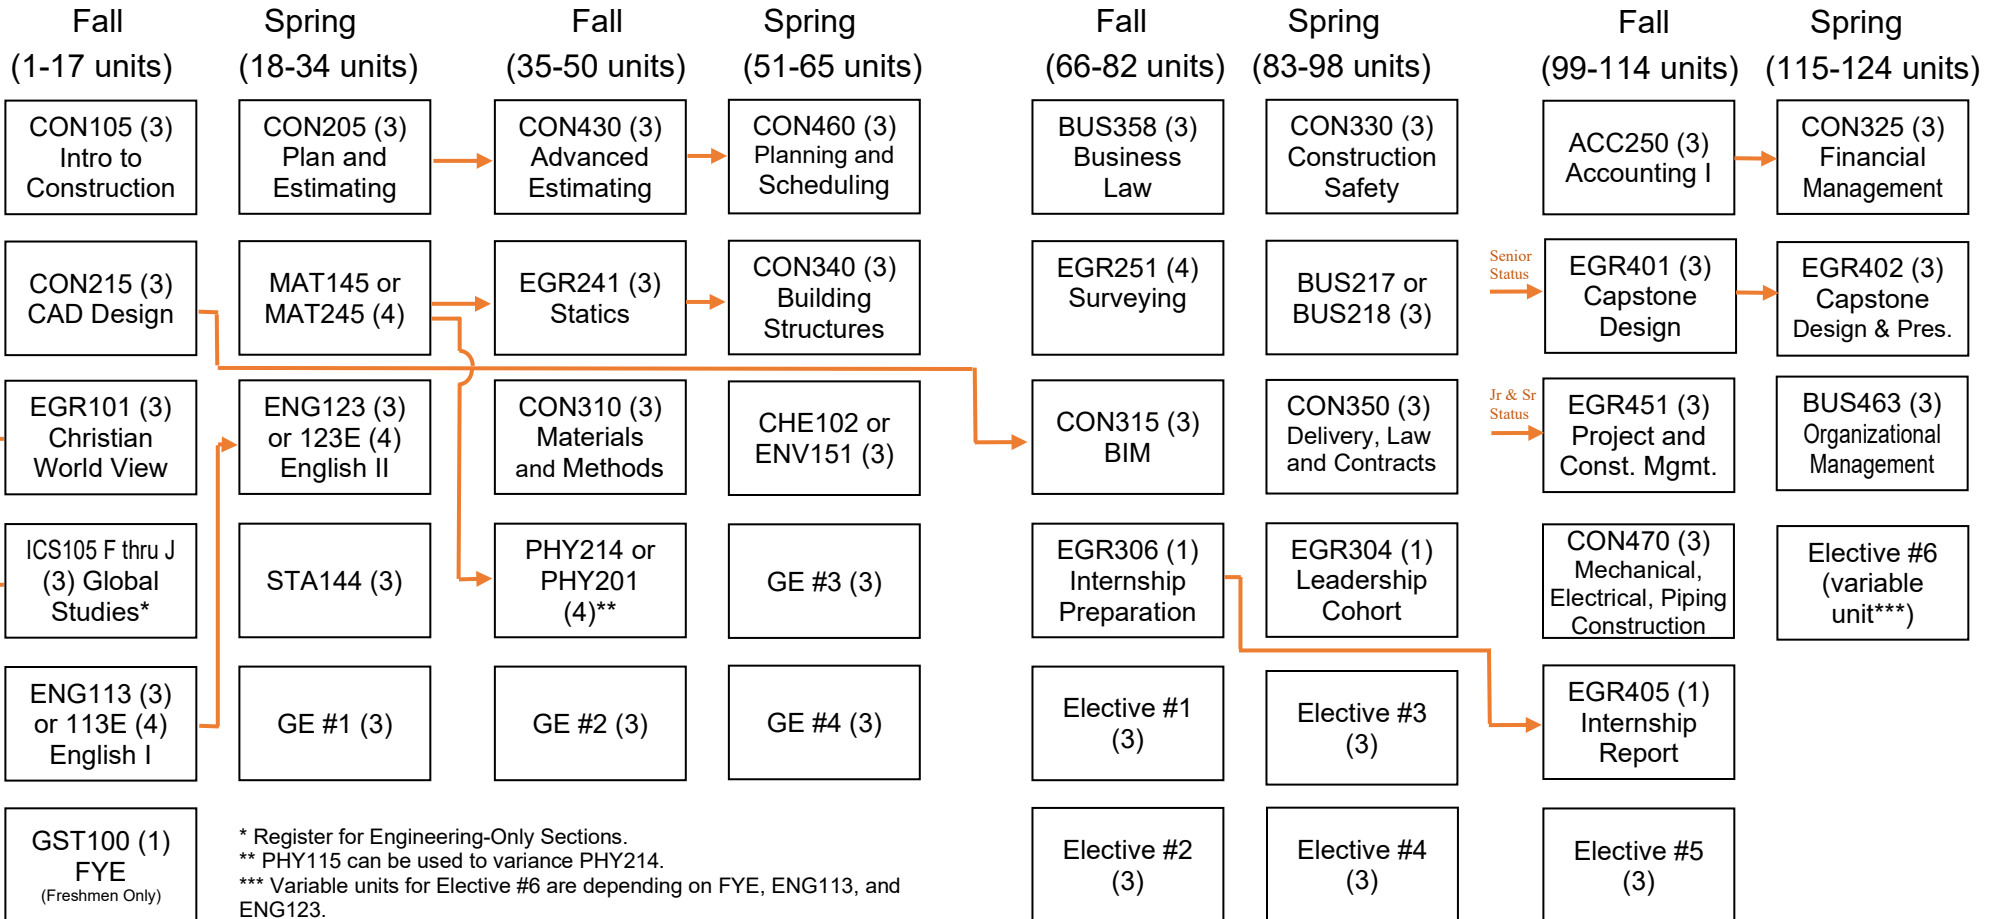 Fall
(1-17 units)
Spring
(18-34 units)
Fall
(35-50 units)
Spring
(51-65 units)
Fall
(66-82 units)
Spring
(83-98 units)
Fall
(99-114 units)
Spring
(115-124 units)
CON105 (3)
Intro to
Construction
CON205 (3)
Plan and
Estimating
CON430 (3)
Advanced
Estimating
CON460 (3)
Planning and
Scheduling
BUS358 (3)
Business
Law
CON330 (3)
Construction
Safety
ACC250 (3)
Accounting I
CON325 (3)
Financial
Management
CON215 (3)
CAD Design
MAT145 or
MAT245 (4)
EGR241 (3)
Statics
CON340 (3)
Building
Structures
EGR251 (4)
Surveying
BUS217 or
BUS218 (3)
Senior
Status
EGR401 (3)
Capstone
Design
EGR402 (3)
Capstone
Design & Pres.
EGR101 (3)
Christian
World View
ENG123 (3)
or 123E (4)
English II
CON310 (3)
Materials
and Methods
CHE102 or
ENV151 (3)
CON315 (3)
BIM
CON350 (3)
Delivery, Law
and Contracts
Jr & Sr
Status
EGR451 (3)
Project and
Const. Mgmt.
BUS463 (3)
Organizational
Management
ICS105 F thru J
(3) Global
Studies*
STA144 (3)
PHY214 or
PHY201
(4)**
GE #3 (3)
EGR306 (1)
Internship
Preparation
EGR304 (1)
Leadership
Cohort
CON470 (3)
Mechanical,
Electrical, Piping
Construction
Elective #6
(variable
unit***)
ENG113 (3)
or 113E (4)
English I
GE #1 (3)
GE #2 (3)
GE #4 (3)
Elective #1
(3)
Elective #3
(3)
EGR405 (1)
Internship
Report
GST100 (1)
FYE
(Freshmen Only)
* Register for Engineering-Only Sections.
** PHY115 can be used to variance PHY214.
*** Variable units for Elective #6 are depending on FYE, ENG113, and
ENG123.
Elective #2
(3)
Elective #4
(3)
Elective #5
(3)